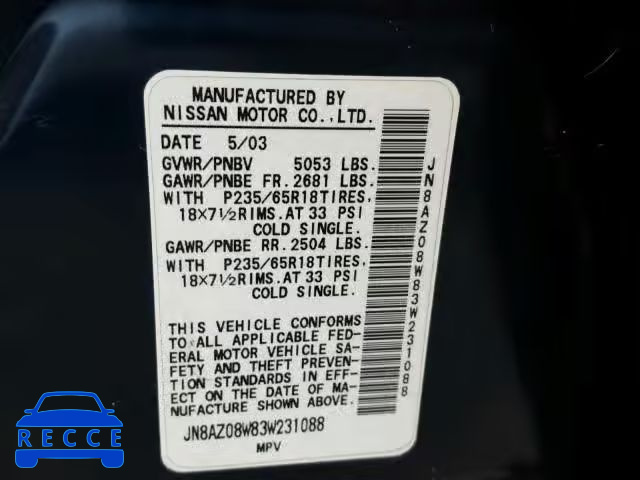 MANUFACTURED BY
NISSAN MOTOR CO.,LTD.
DATE 5/03
GVWR/PNBV 5053 LBS.
GAWR/PNBE FR. 2681 LBS.
WITH P235/65R18TIRES,
18X7½RIMS.AT 33 PSI
COLD SINGLE.
GAWR/PNBE RR. 2504 LBS.
WITH P235/65R18TIRES,
18X7½RIMS.AT 33 PSI
COLD SINGLE.
THIS VEHICLE CONFORMS
TO ALL APPLICABLE FED-
ERAL MOTOR VEHICLE SA-
FETY AND THEFT PREVEN-
TION STANDARDS IN EFF-
ECT ON THE DATE OF MA-
NUFACTURE SHOWN ABOVE.
JN8AZ08W83W231088
MPV
JN8AZ08W83W231088
RECCE